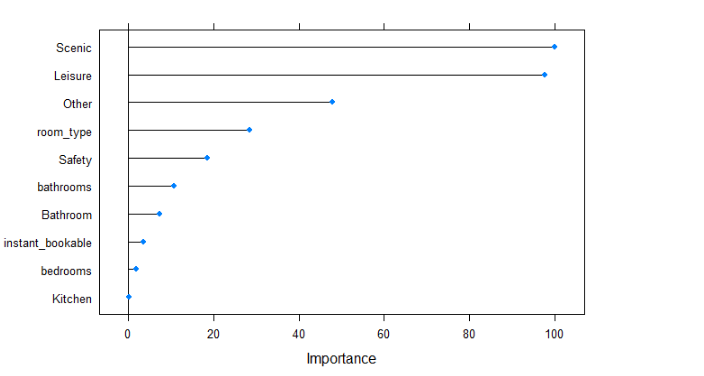 Scenic
Leisure
Other
room_type
Safety
bathrooms
Bathroom
instant_bookable
bedrooms
Kitchen
0 20 40 60 80 100
Importance